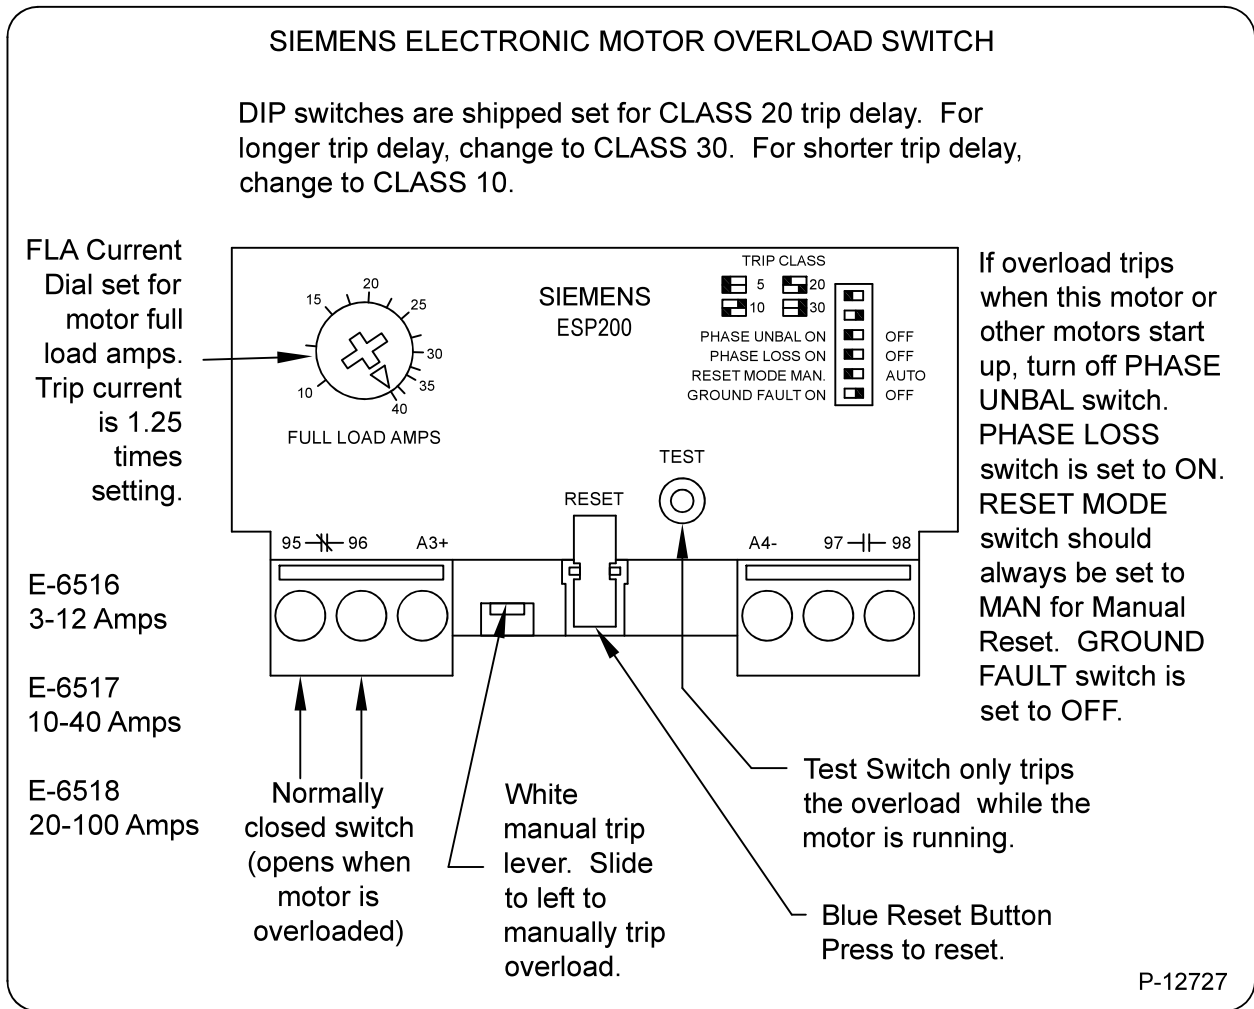 SIEMENS ELECTRONIC MOTOR OVERLOAD SWITCH
DIP switches are shipped set for CLASS 20 trip delay.  For
longer trip delay, change to CLASS 30.  For shorter trip delay,
change to CLASS 10.
FLA Current
Dial set for
motor full
load amps.
Trip current
is 1.25
times
setting.
10
15
20
25
30
35
40
FULL LOAD AMPS
SIEMENS
ESP200
TRIP CLASS
5 20
10 30
PHASE UNBAL ON OFF
PHASE LOSS ON OFF
RESET MODE MAN. AUTO
GROUND FAULT ON OFF
TEST
RESET
95 96 A3+
A4- 97 98
If overload trips
when this motor or
other motors start
up, turn off PHASE
UNBAL switch.
PHASE LOSS
switch is set to ON.
RESET MODE
switch should
always be set to
MAN for Manual
Reset.  GROUND
FAULT switch is
set to OFF.
E-6516
3-12 Amps
E-6517
10-40 Amps
E-6518
20-100 Amps
Normally
closed switch
(opens when
motor is
overloaded)
White
manual trip
lever.  Slide
to left to
manually trip
overload.
Test Switch only trips
the overload  while the
motor is running.
Blue Reset Button
Press to reset.
P-12727